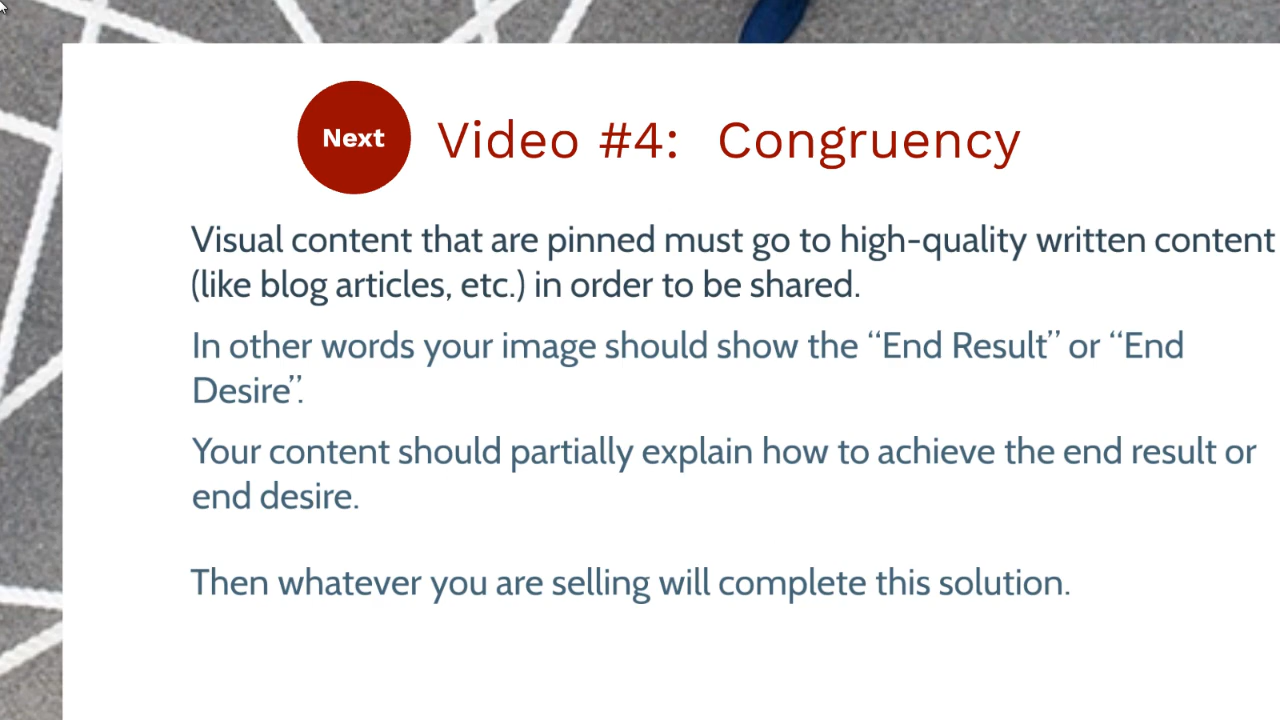 Next
Video #4: Congruency
Visual content that are pinned must go to high-quality written content
(like blog articles, etc.) in order to be shared.
In other words your image should show the “End Result” or “End
Desire”.
Your content should partially explain how to achieve the end result or
end desire.
Then whatever you are selling will complete this solution.